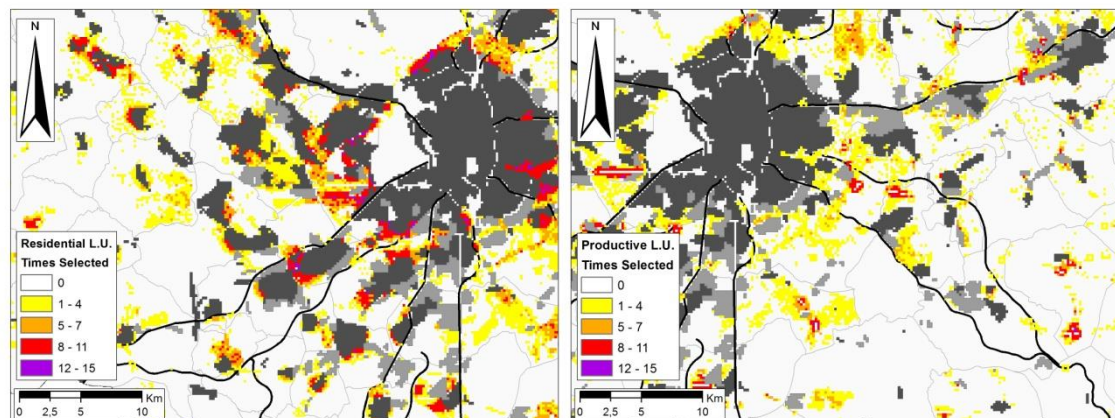 N
Residential L.U.
Times Selected
0
1 - 4
5 - 7
8 - 11
12 - 15
Km
0 2,5 5 10
N
Productive L.U.
Times Selected
0
1 - 4
5 - 7
8 - 11
12 - 15
Km
0 2,5 5 10